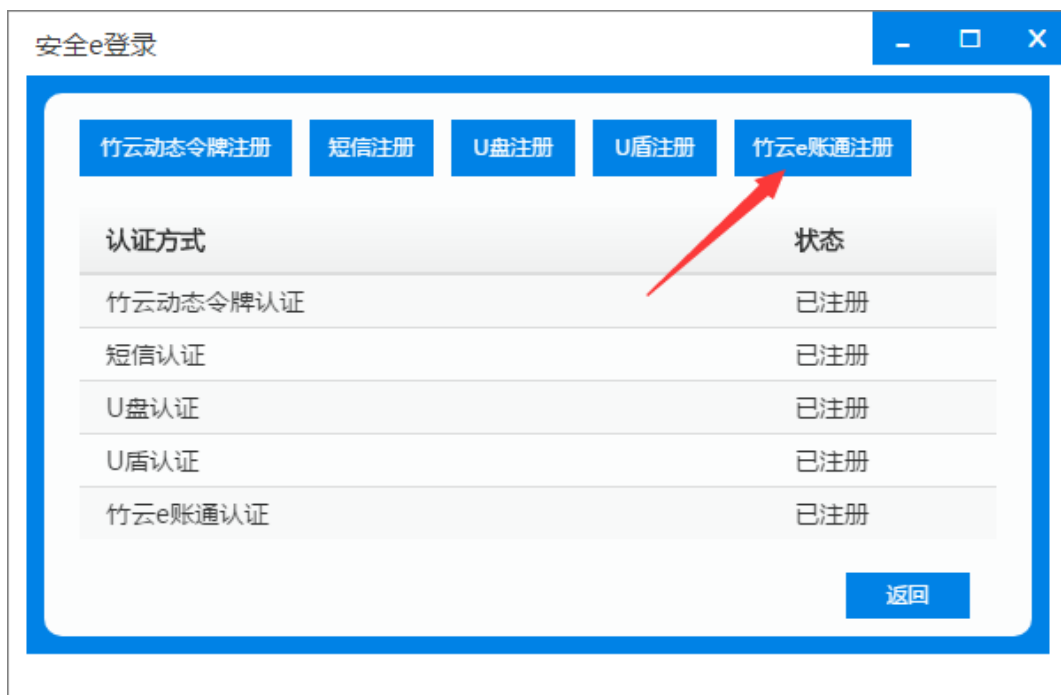 安全e登录
竹云动态令牌注册 短信注册 U盘注册 U盾注册 竹云e账通注册
认证方式 状态
竹云动态令牌认证 已注册
短信认证 已注册
U盘认证 已注册
U盾认证 已注册
竹云e账通认证 已注册
返回